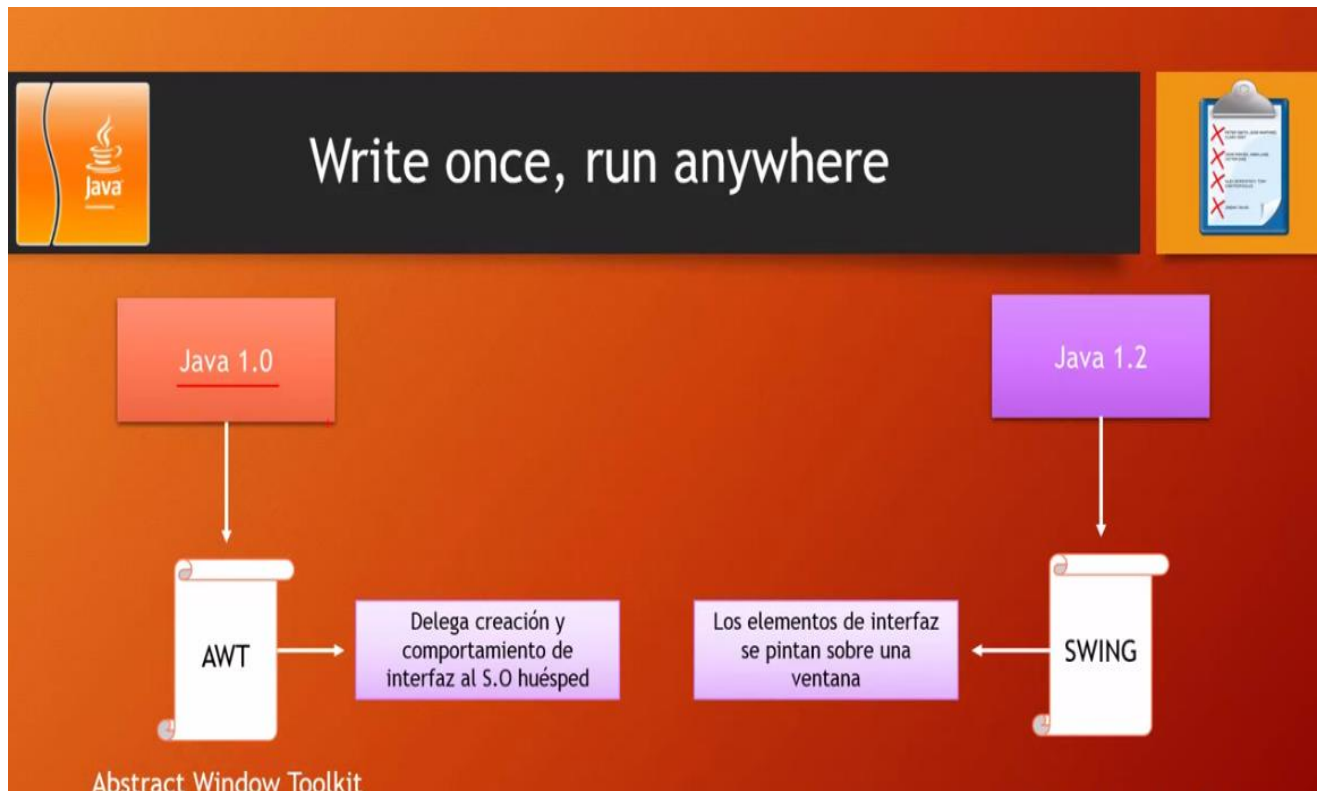 Java
Write once, run anywhere
Java 1.0
Java 1.2
AWT
Delega creación y
comportamiento de
interfaz al S.O huésped
Los elementos de interfaz
se pintan sobre una
ventana
SWING
Abstract Window Toolkit